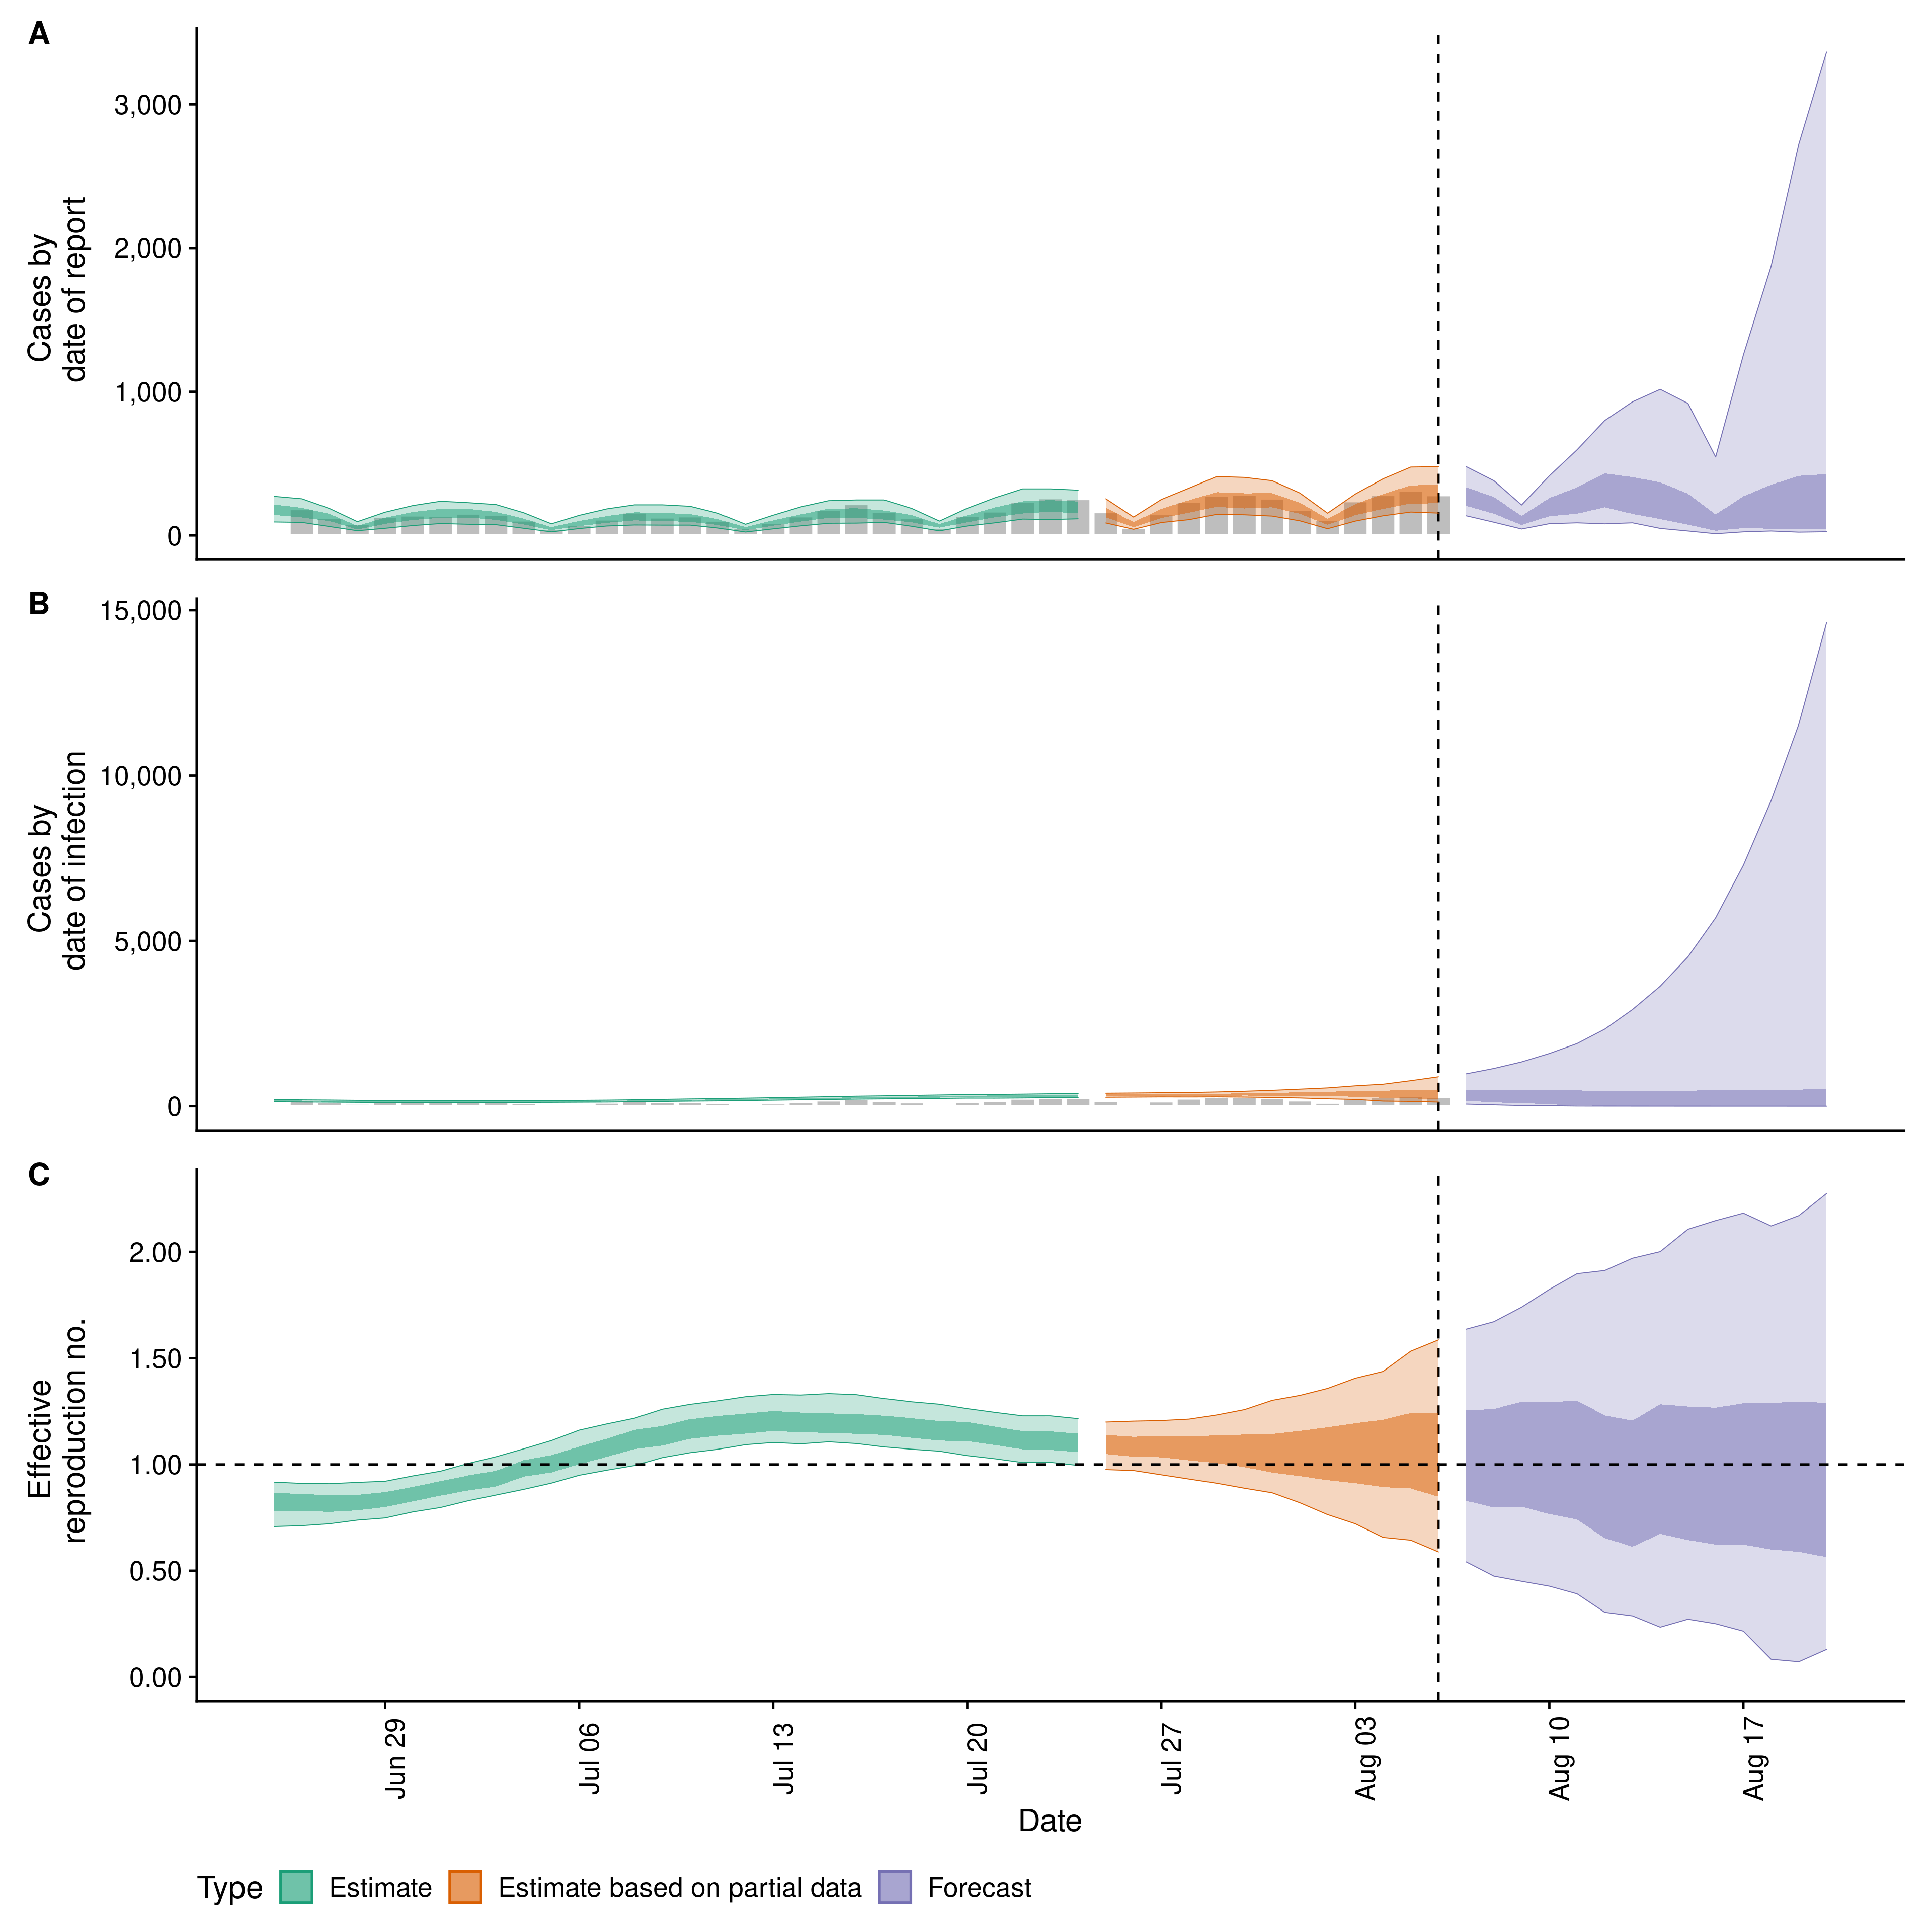 A
Cases by
date of report
3,000
2,000
1,000
0
B
Cases by
date of infection
15,000
10,000
5,000
0
C
Effective
reproduction no.
2.00
1.50
1.00
0.50
0.00
Jun 29
Jul 06
Jul 13
Jul 20
Jul 27
Aug 03
Aug 10
Aug 17
Date
Type Estimate Estimate based on partial data Forecast